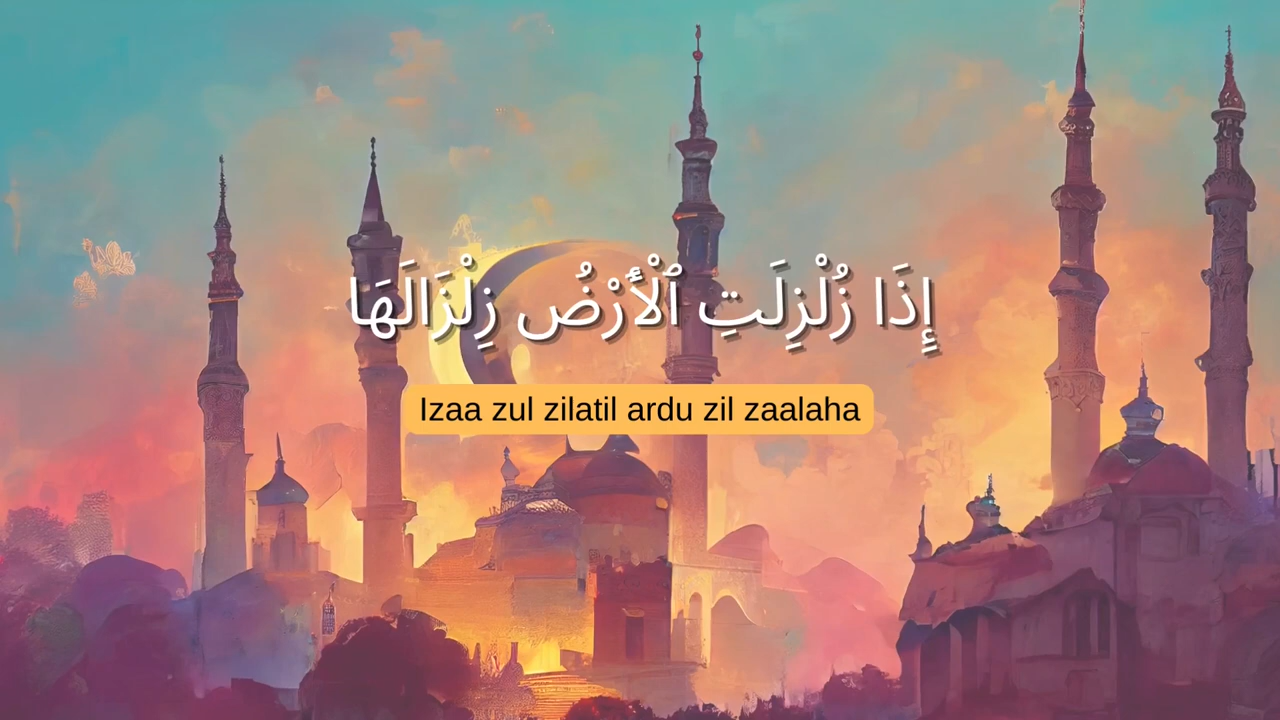 إِذَا زُلْزِلَتِ ٱلْأَرْضُ زِلْزَالَهَا
Izaa zul zilatil ardu zil zaalaha